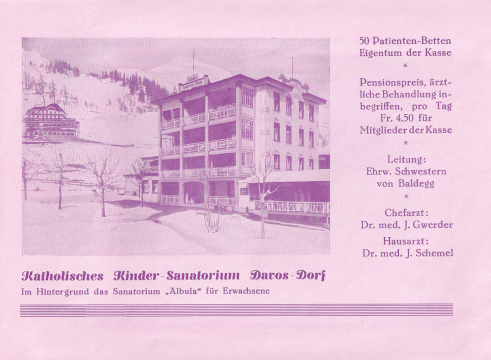 50 Patienten-Betten
Eigentum der Kasse
*
Pensionspreis, ärzt-
liche Behandlung in-
begriffen, pro Tag
Fr. 4.50 für
Mitglieder der Kasse
*
Leitung:
Ehrw. Schwestern
von Baldegg
*
Chefarzt:
Dr. med. J. Gwerder
Hausarzt:
Dr. med. J. Schemel
Katholisches Kinder-Sanatorium Davos-Dorf
Im Hintergrund das Sanatorium „Albula" für Erwachsene